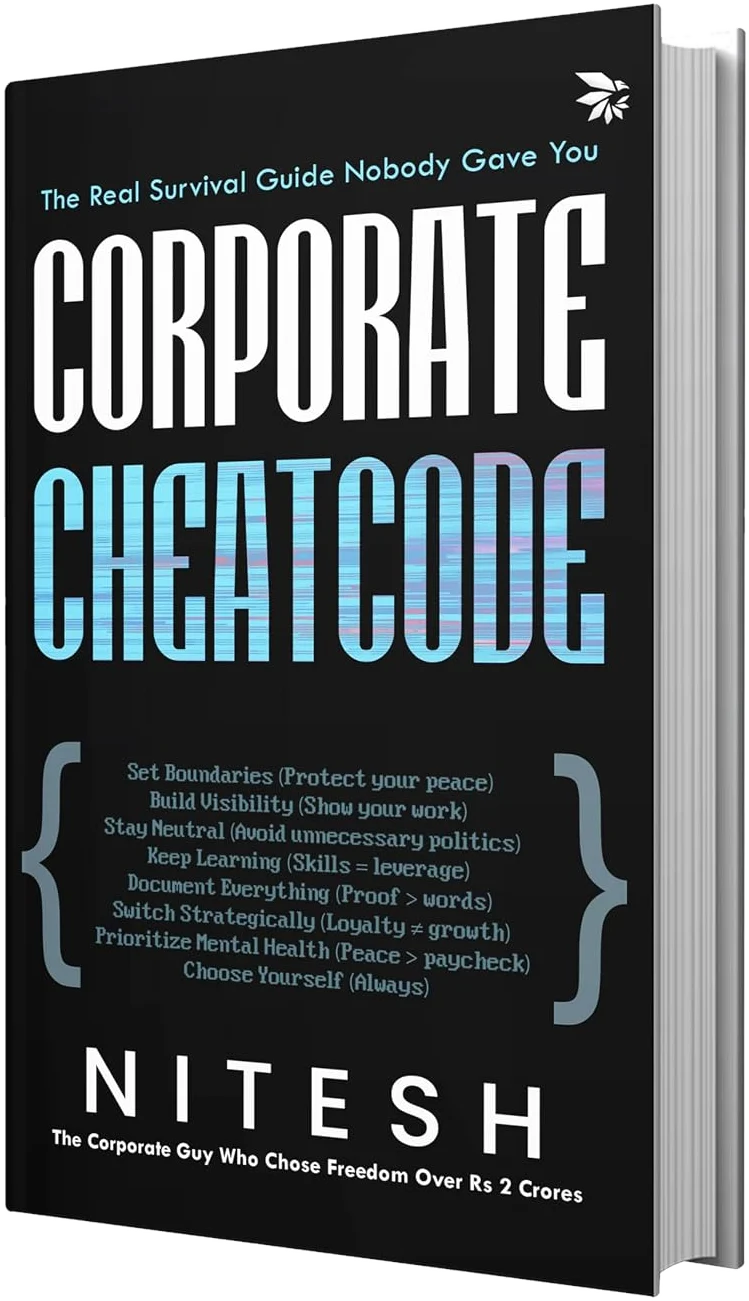 The Real Survival Guide Nobody Gave You
CORPORATE
CHEATCODE
{
Set Boundaries (Protect your peace)
Build Visibility (Show your work)
Stay Neutral (Avoid unnecessary politics)
Keep Learning (Skills = leverage)
Document Everything (Proof > words)
Switch Strategically (Loyalty ≠ growth)
Prioritize Mental Health (Peace > paycheck)
Choose Yourself (Always)
}
NITESH
The Corporate Guy Who Chose Freedom Over Rs 2 Crores